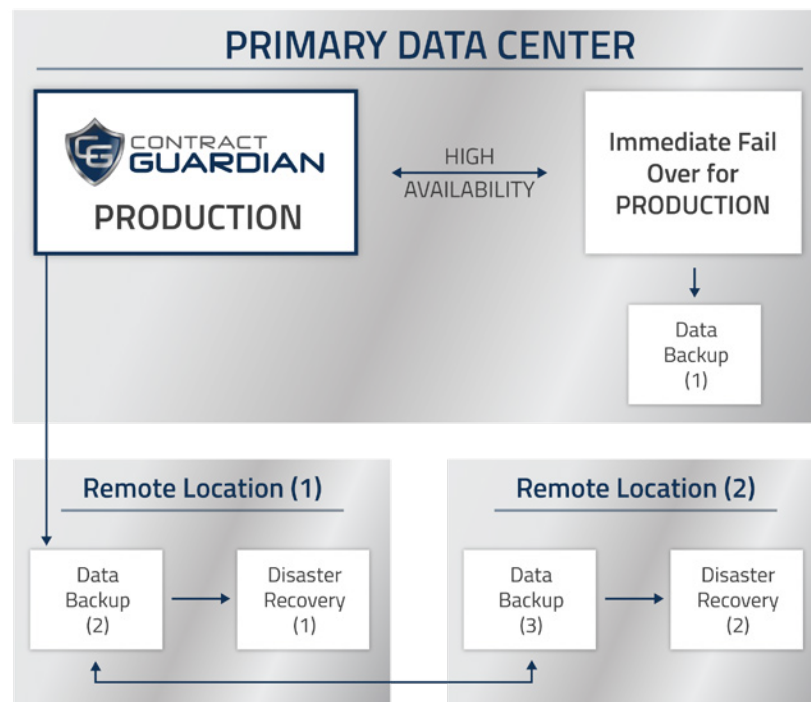 PRIMARY DATA CENTER
CG
CONTRACT
GUARDIAN
PRODUCTION
HIGH
AVAILABILITY
Immediate Fail
Over for
PRODUCTION
Data
Backup
(1)
Remote Location (1)
Data
Backup
(2)
Disaster
Recovery
(1)
Remote Location (2)
Data
Backup
(3)
Disaster
Recovery
(2)